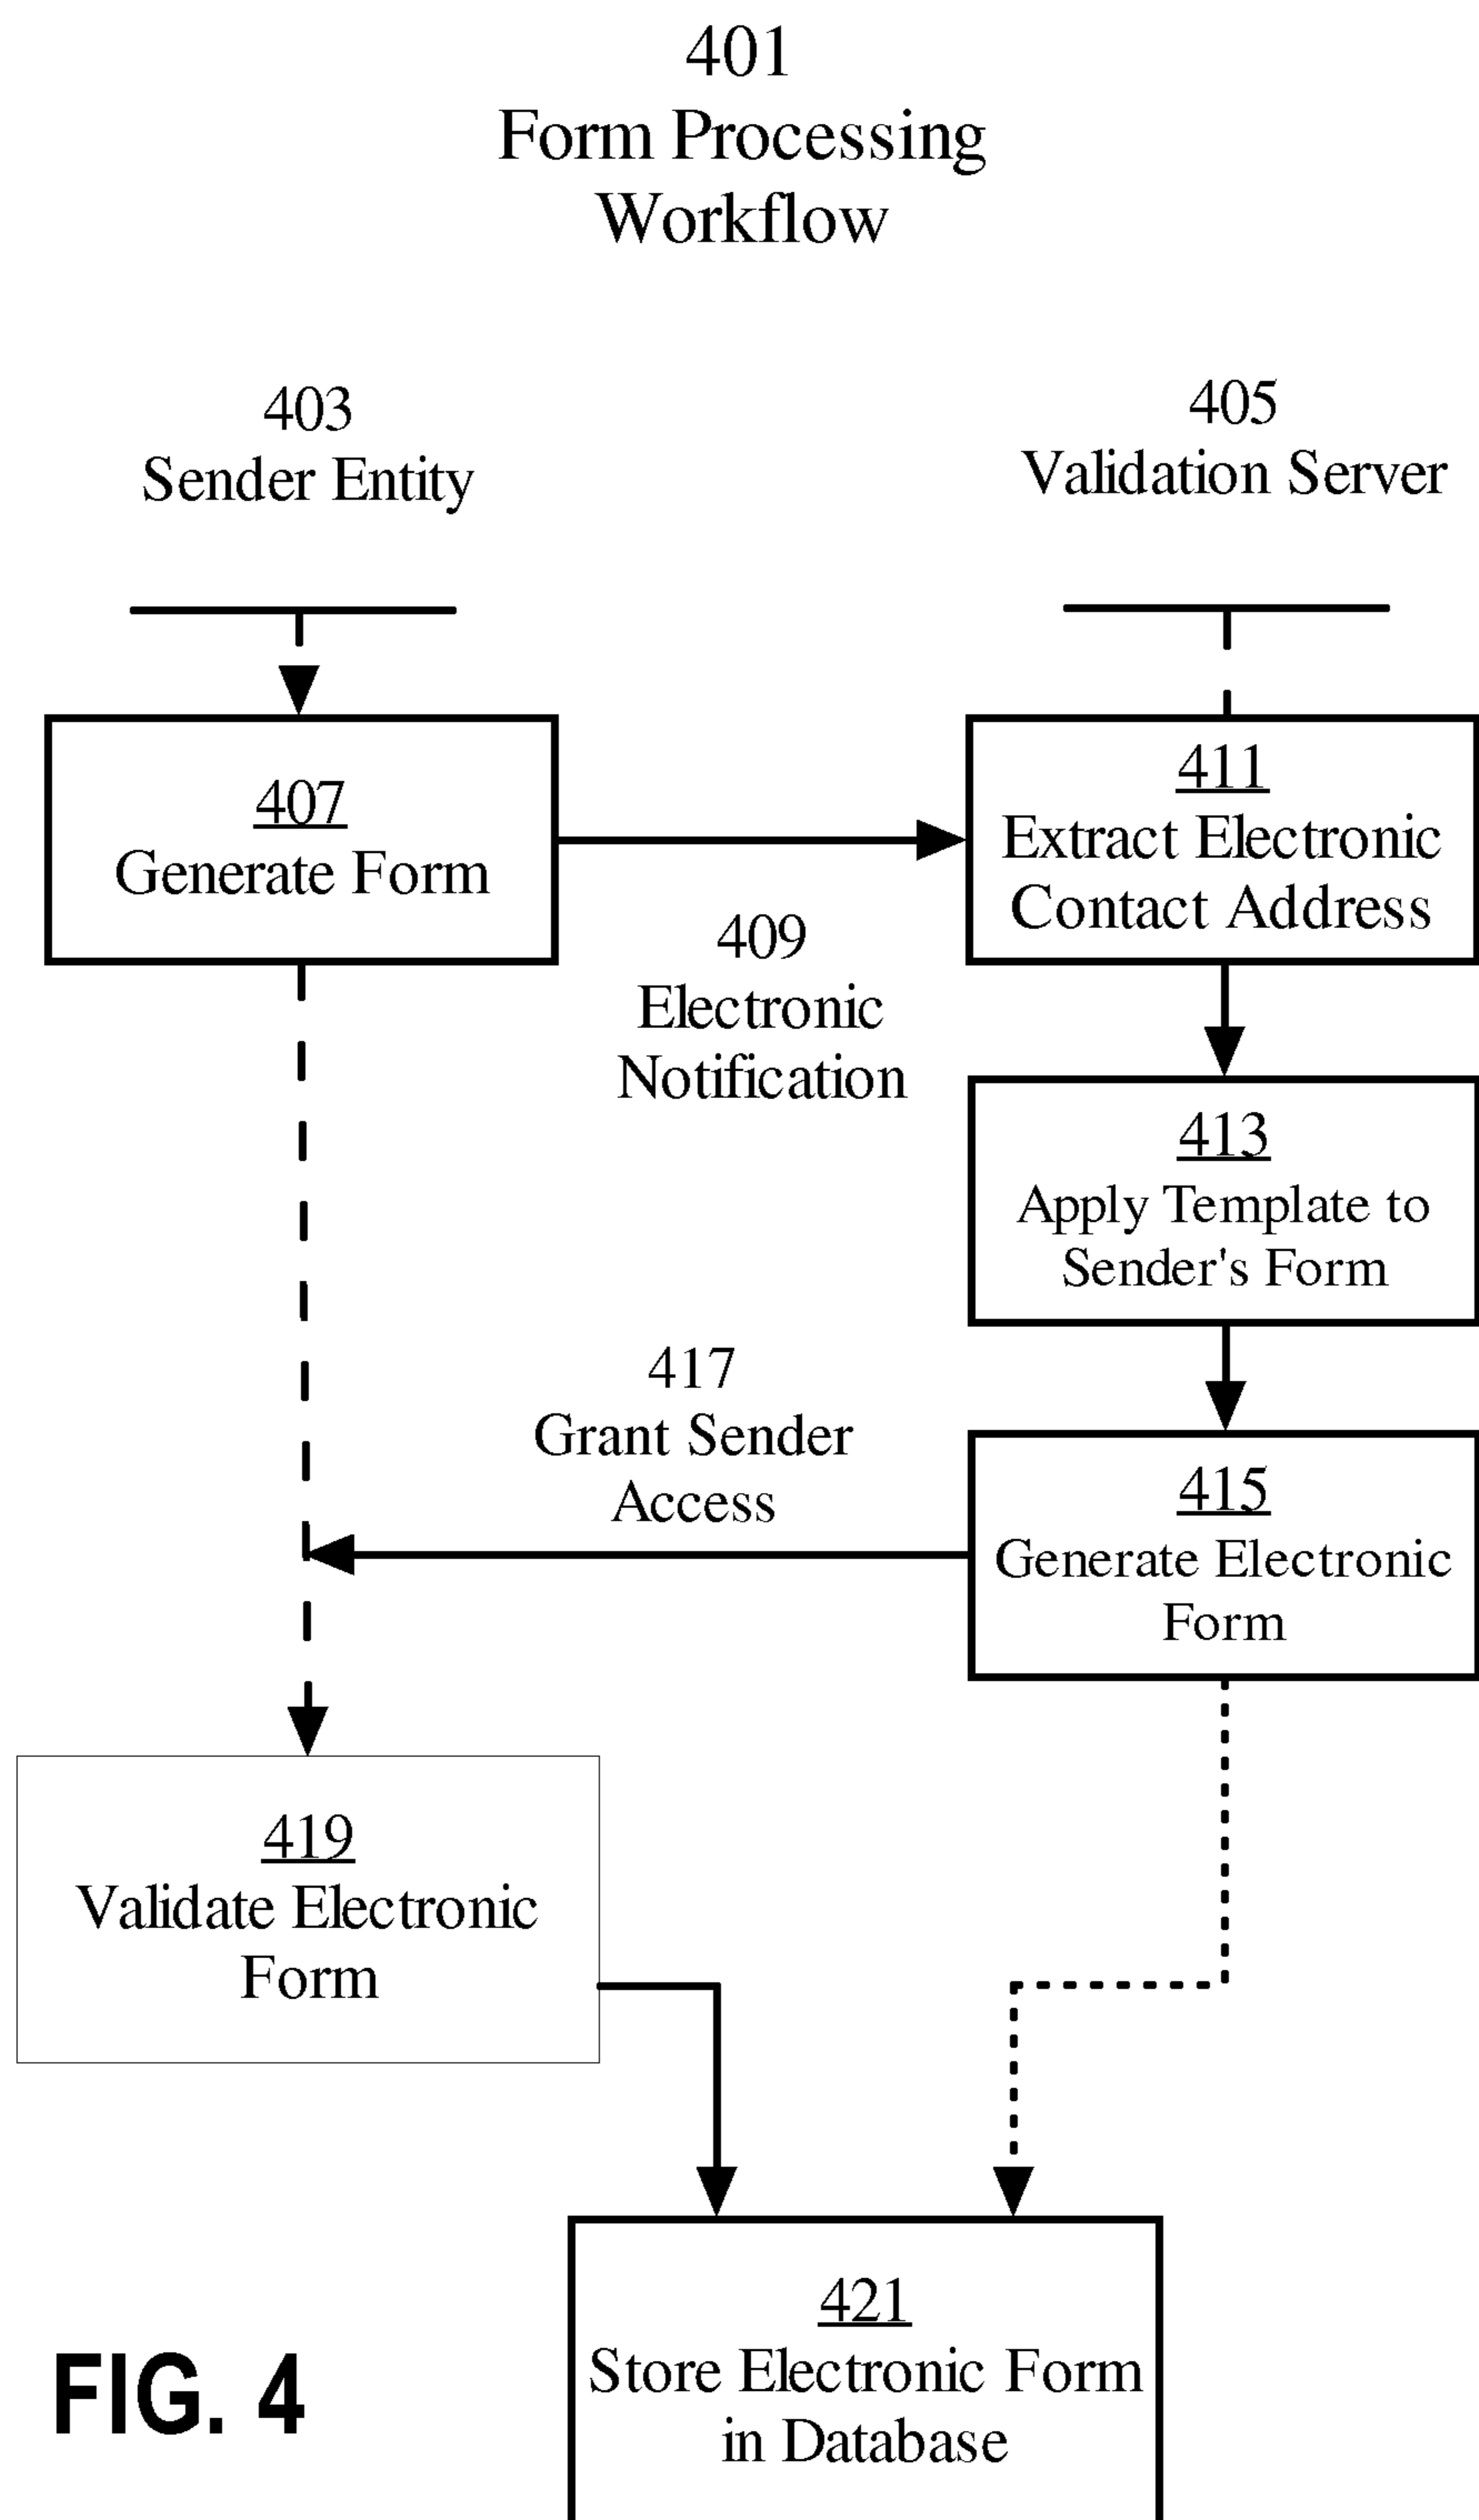 401
Form Processing
Workflow
403
Sender Entity
405
Validation Server
407
Generate Form
409
Electronic
Notification
411
Extract Electronic
Contact Address
413
Apply Template to
Sender's Form
417
Grant Sender
Access
415
Generate Electronic
Form
419
Validate Electronic
Form
421
Store Electronic Form
in Database
FIG. 4